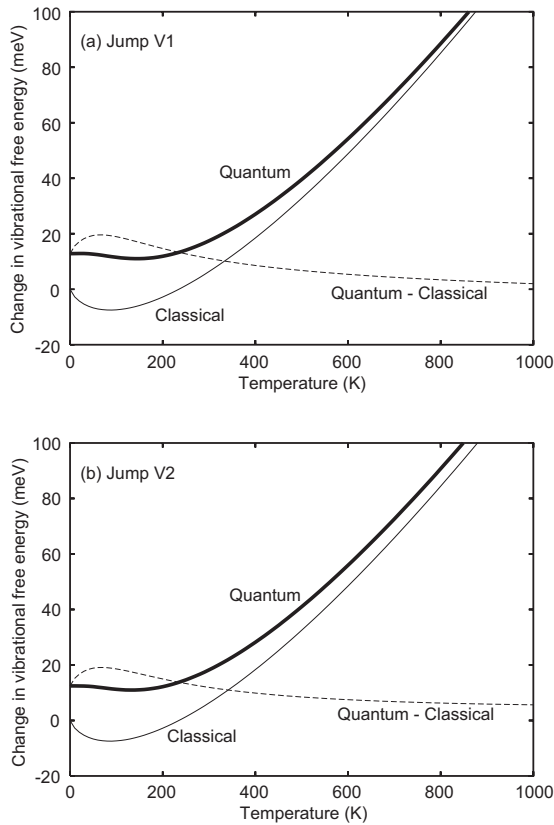 100
(a) Jump V1
80
60
Quantum
40
20
0
Quantum - Classical
Classical
-20
0 200 400 600 800 1000
Temperature (K)
Change in vibrational free energy (meV)
100
(b) Jump V2
80
60
Quantum
40
20
0
Quantum - Classical
Classical
-20
0 200 400 600 800 1000
Temperature (K)
Change in vibrational free energy (meV)